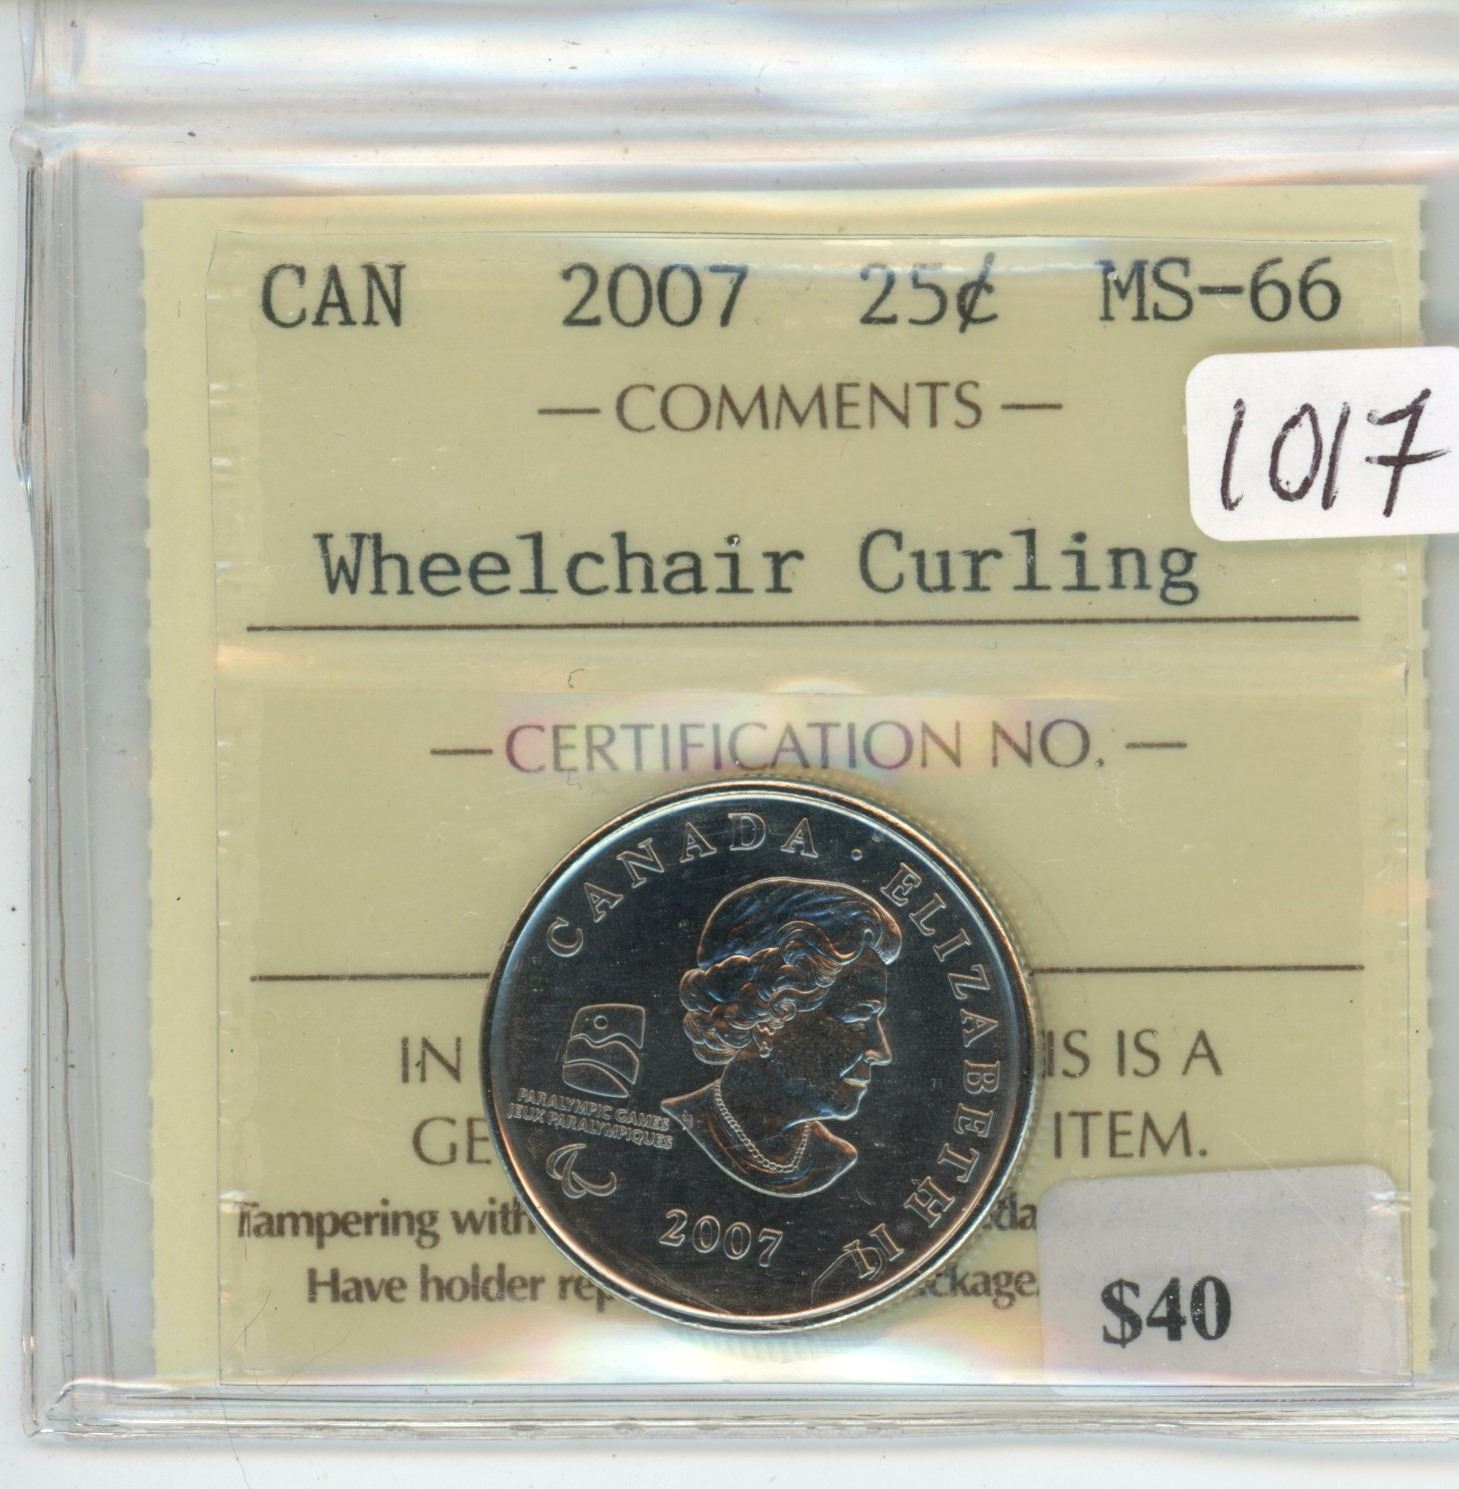 CAN 2007 25¢ MS-66
— COMMENTS —
1017
Wheelchair Curling
— CERTIFICATION NO. —
CANADA · ELIZABETH II
PARALYMPIC GAMES
JEUX PARALYMPIQUES
2007
IN IS IS A
GE ITEM.
Tampering with
Have holder rep ckage.
$40